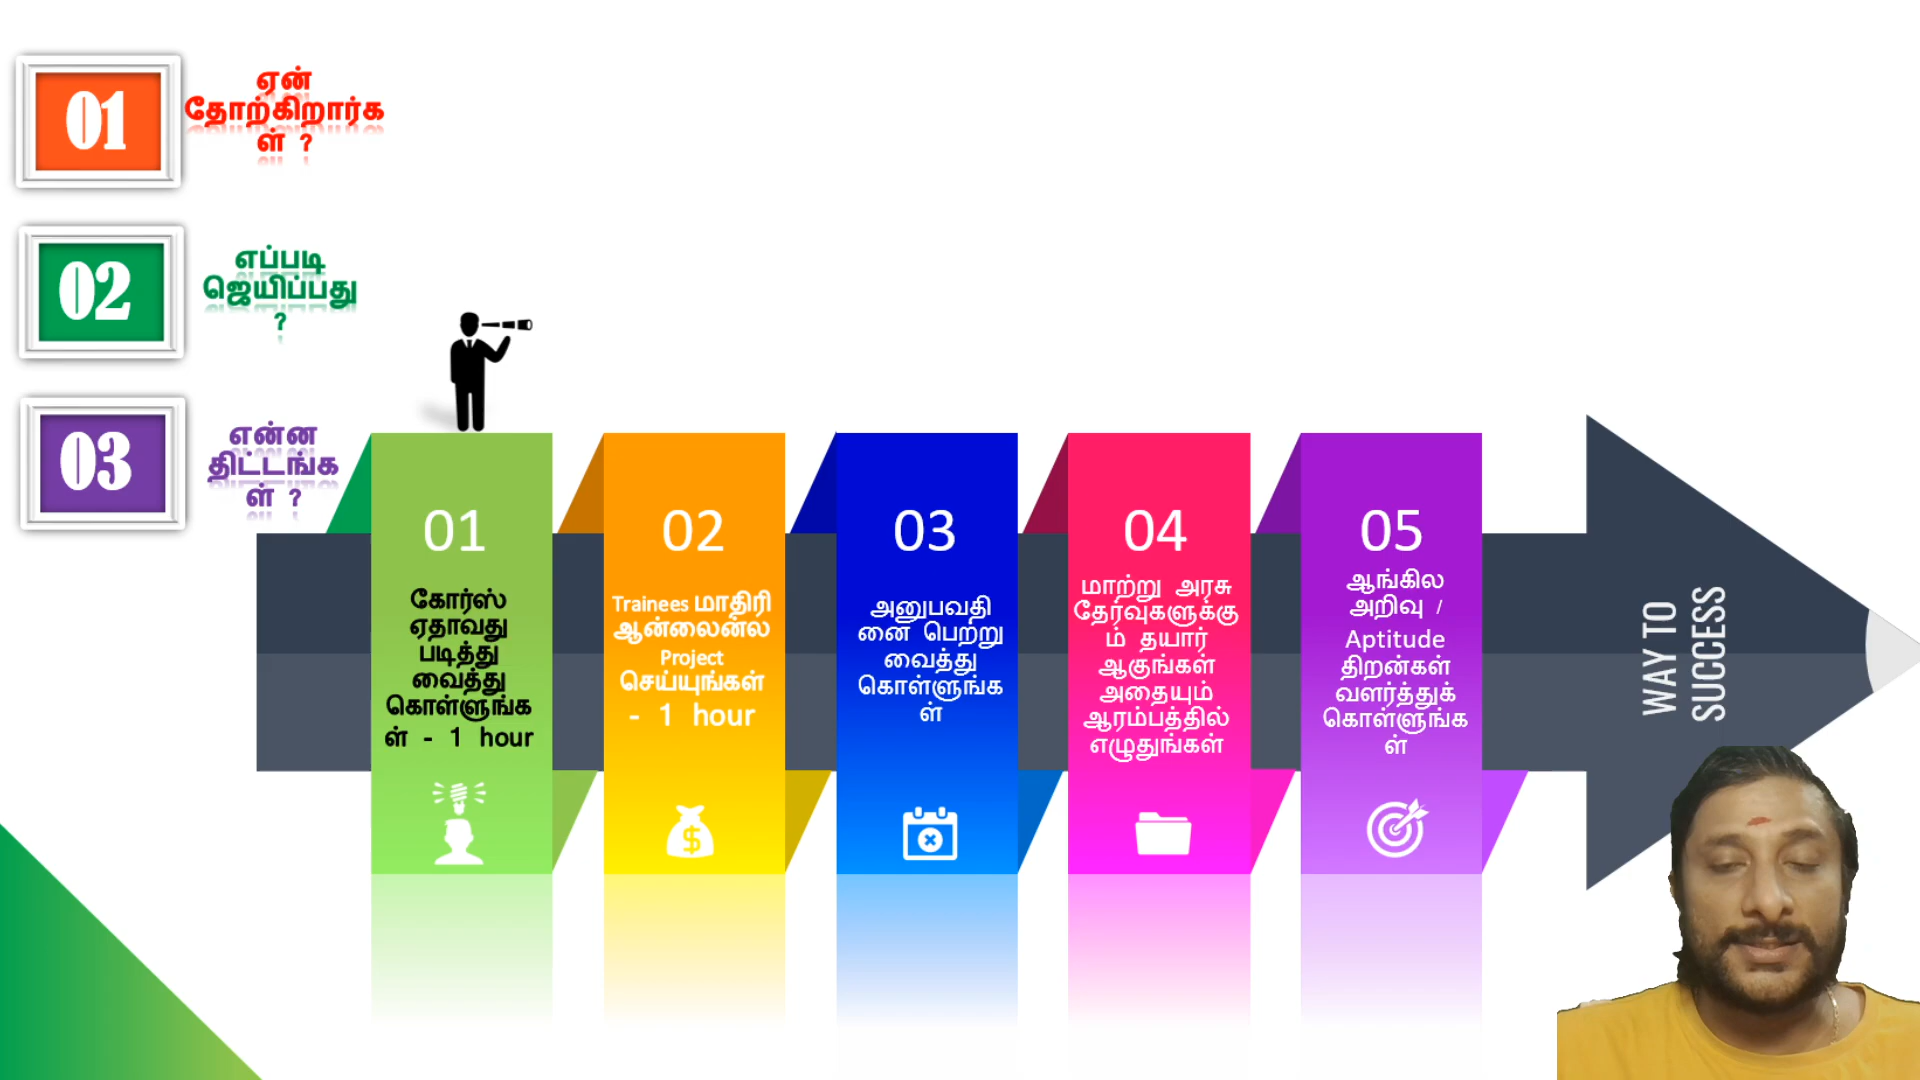 01
ஏன்
தோற்கிறார்க
ள் ?
02
எப்படி
ஜெயிப்பது
?
03
என்ன
திட்டங்க
ள் ?
01
கோர்ஸ்
ஏதாவது
படித்து
வைத்து
கொள்ளுங்க
ள் - 1 hour
02
Trainees மாதிரி
ஆன்லைன்ல
Project
செய்யுங்கள்
- 1 hour
03
அனுபவதி
னை பெற்று
வைத்து
கொள்ளுங்க
ள்
04
மாற்று அரசு
தேர்வுகளுக்கு
ம் தயார்
ஆகுங்கள்
அதையும்
ஆரம்பத்தில்
எழுதுங்கள்
05
ஆங்கில
அறிவு /
Aptitude
திறன்கள்
வளர்த்துக்
கொள்ளுங்க
ள்
WAY TO
SUCCESS